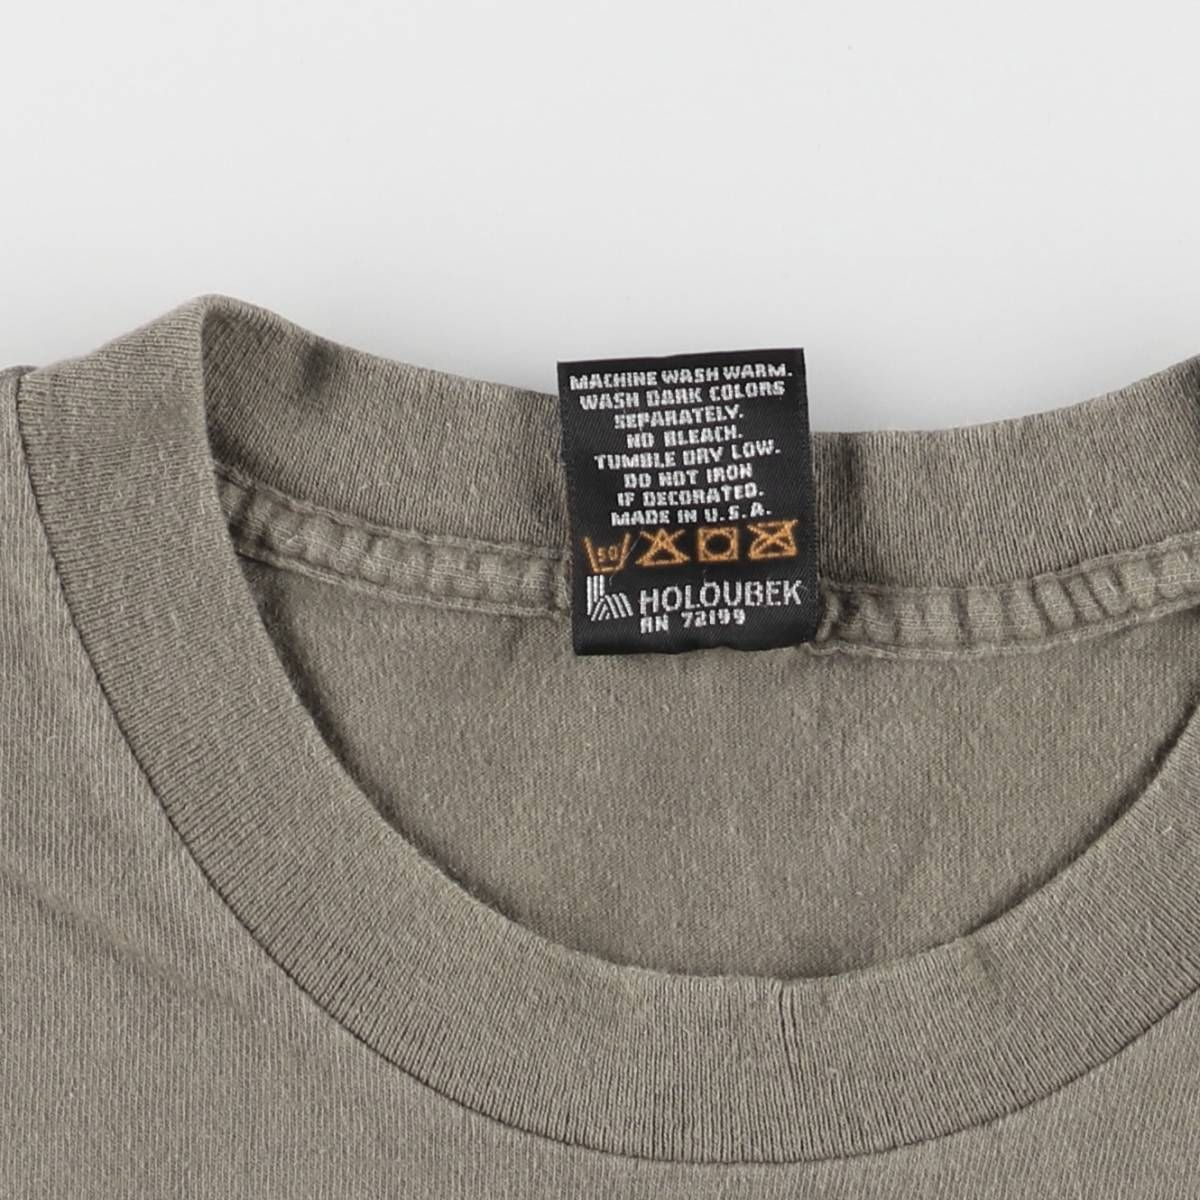 MACHINE WASH WARM.
WASH DARK COLORS
SEPARATELY.
NO BLEACH.
TUMBLE DRY LOW.
DO NOT IRON
IF DECORATED.
MADE IN U.S.A.
50
HOLOUBEK
RN 72199